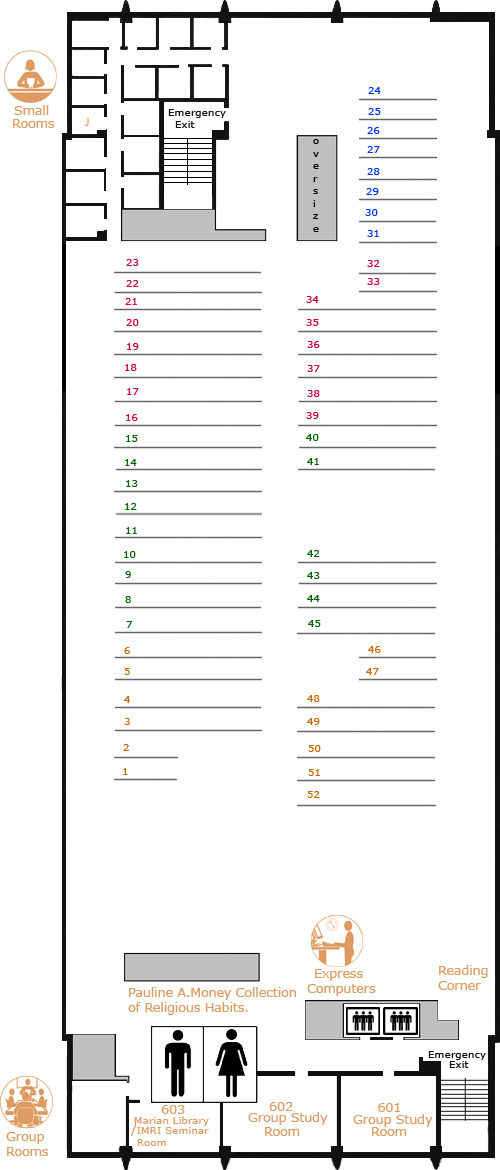 Small
Rooms
J
Emergency
Exit
oversize
24
25
26
27
28
29
30
31
32
33
23
22
21
20
19
18
17
16
15
14
13
12
11
10
9
8
7
6
5
4
3
2
1
34
35
36
37
38
39
40
41
42
43
44
45
46
47
48
49
50
51
52
Pauline A.Money Collection
of Religious Habits.
Express
Computers
Reading
Corner
Emergency
Exit
Group
Rooms
603
Marian Library
/IMRI Seminar
Room
602
Group Study
Room
601
Group Study
Room